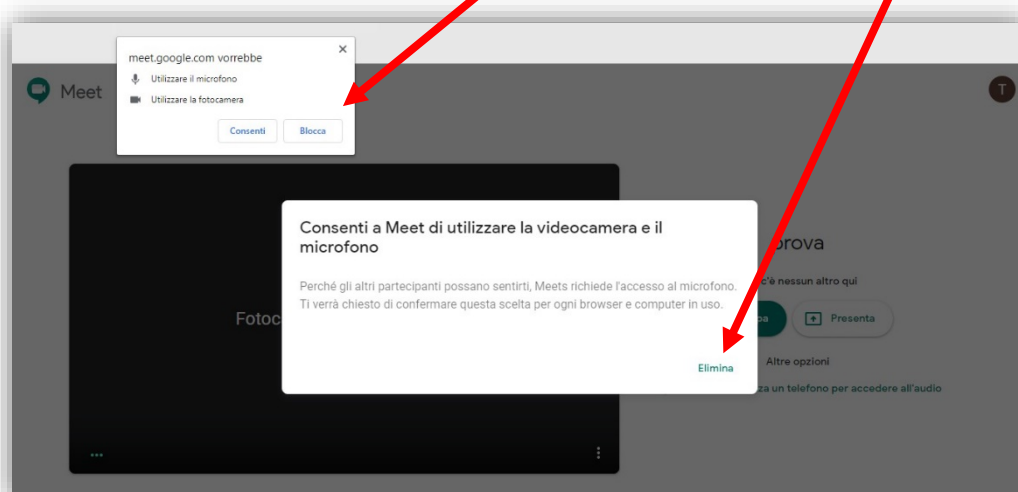 meet.google.com vorrebbe
Utilizzare il microfono
Utilizzare la fotocamera
Consenti
Blocca
Meet
T
Consenti a Meet di utilizzare la videocamera e il
microfono
Perché gli altri partecipanti possano sentirti, Meets richiede l'accesso al microfono.
Ti verrà chiesto di confermare questa scelta per ogni browser e computer in uso.
Elimina
Fotoc
prova
c'è nessun altro qui
pa
Presenta
Altre opzioni
za un telefono per accedere all'audio